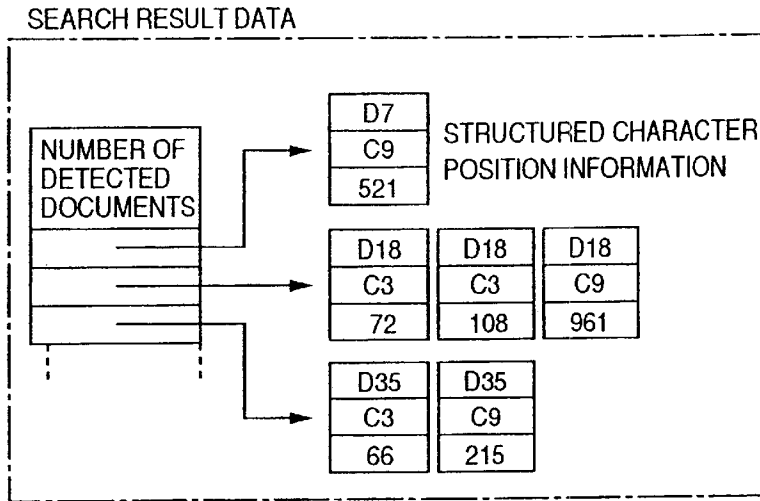 SEARCH RESULT DATA
NUMBER OF
DETECTED
DOCUMENTS
D7
C9
521
STRUCTURED CHARACTER
POSITION INFORMATION
D18 D18 D18
C3 C3 C9
72 108 961
D35 D35
C3 C9
66 215